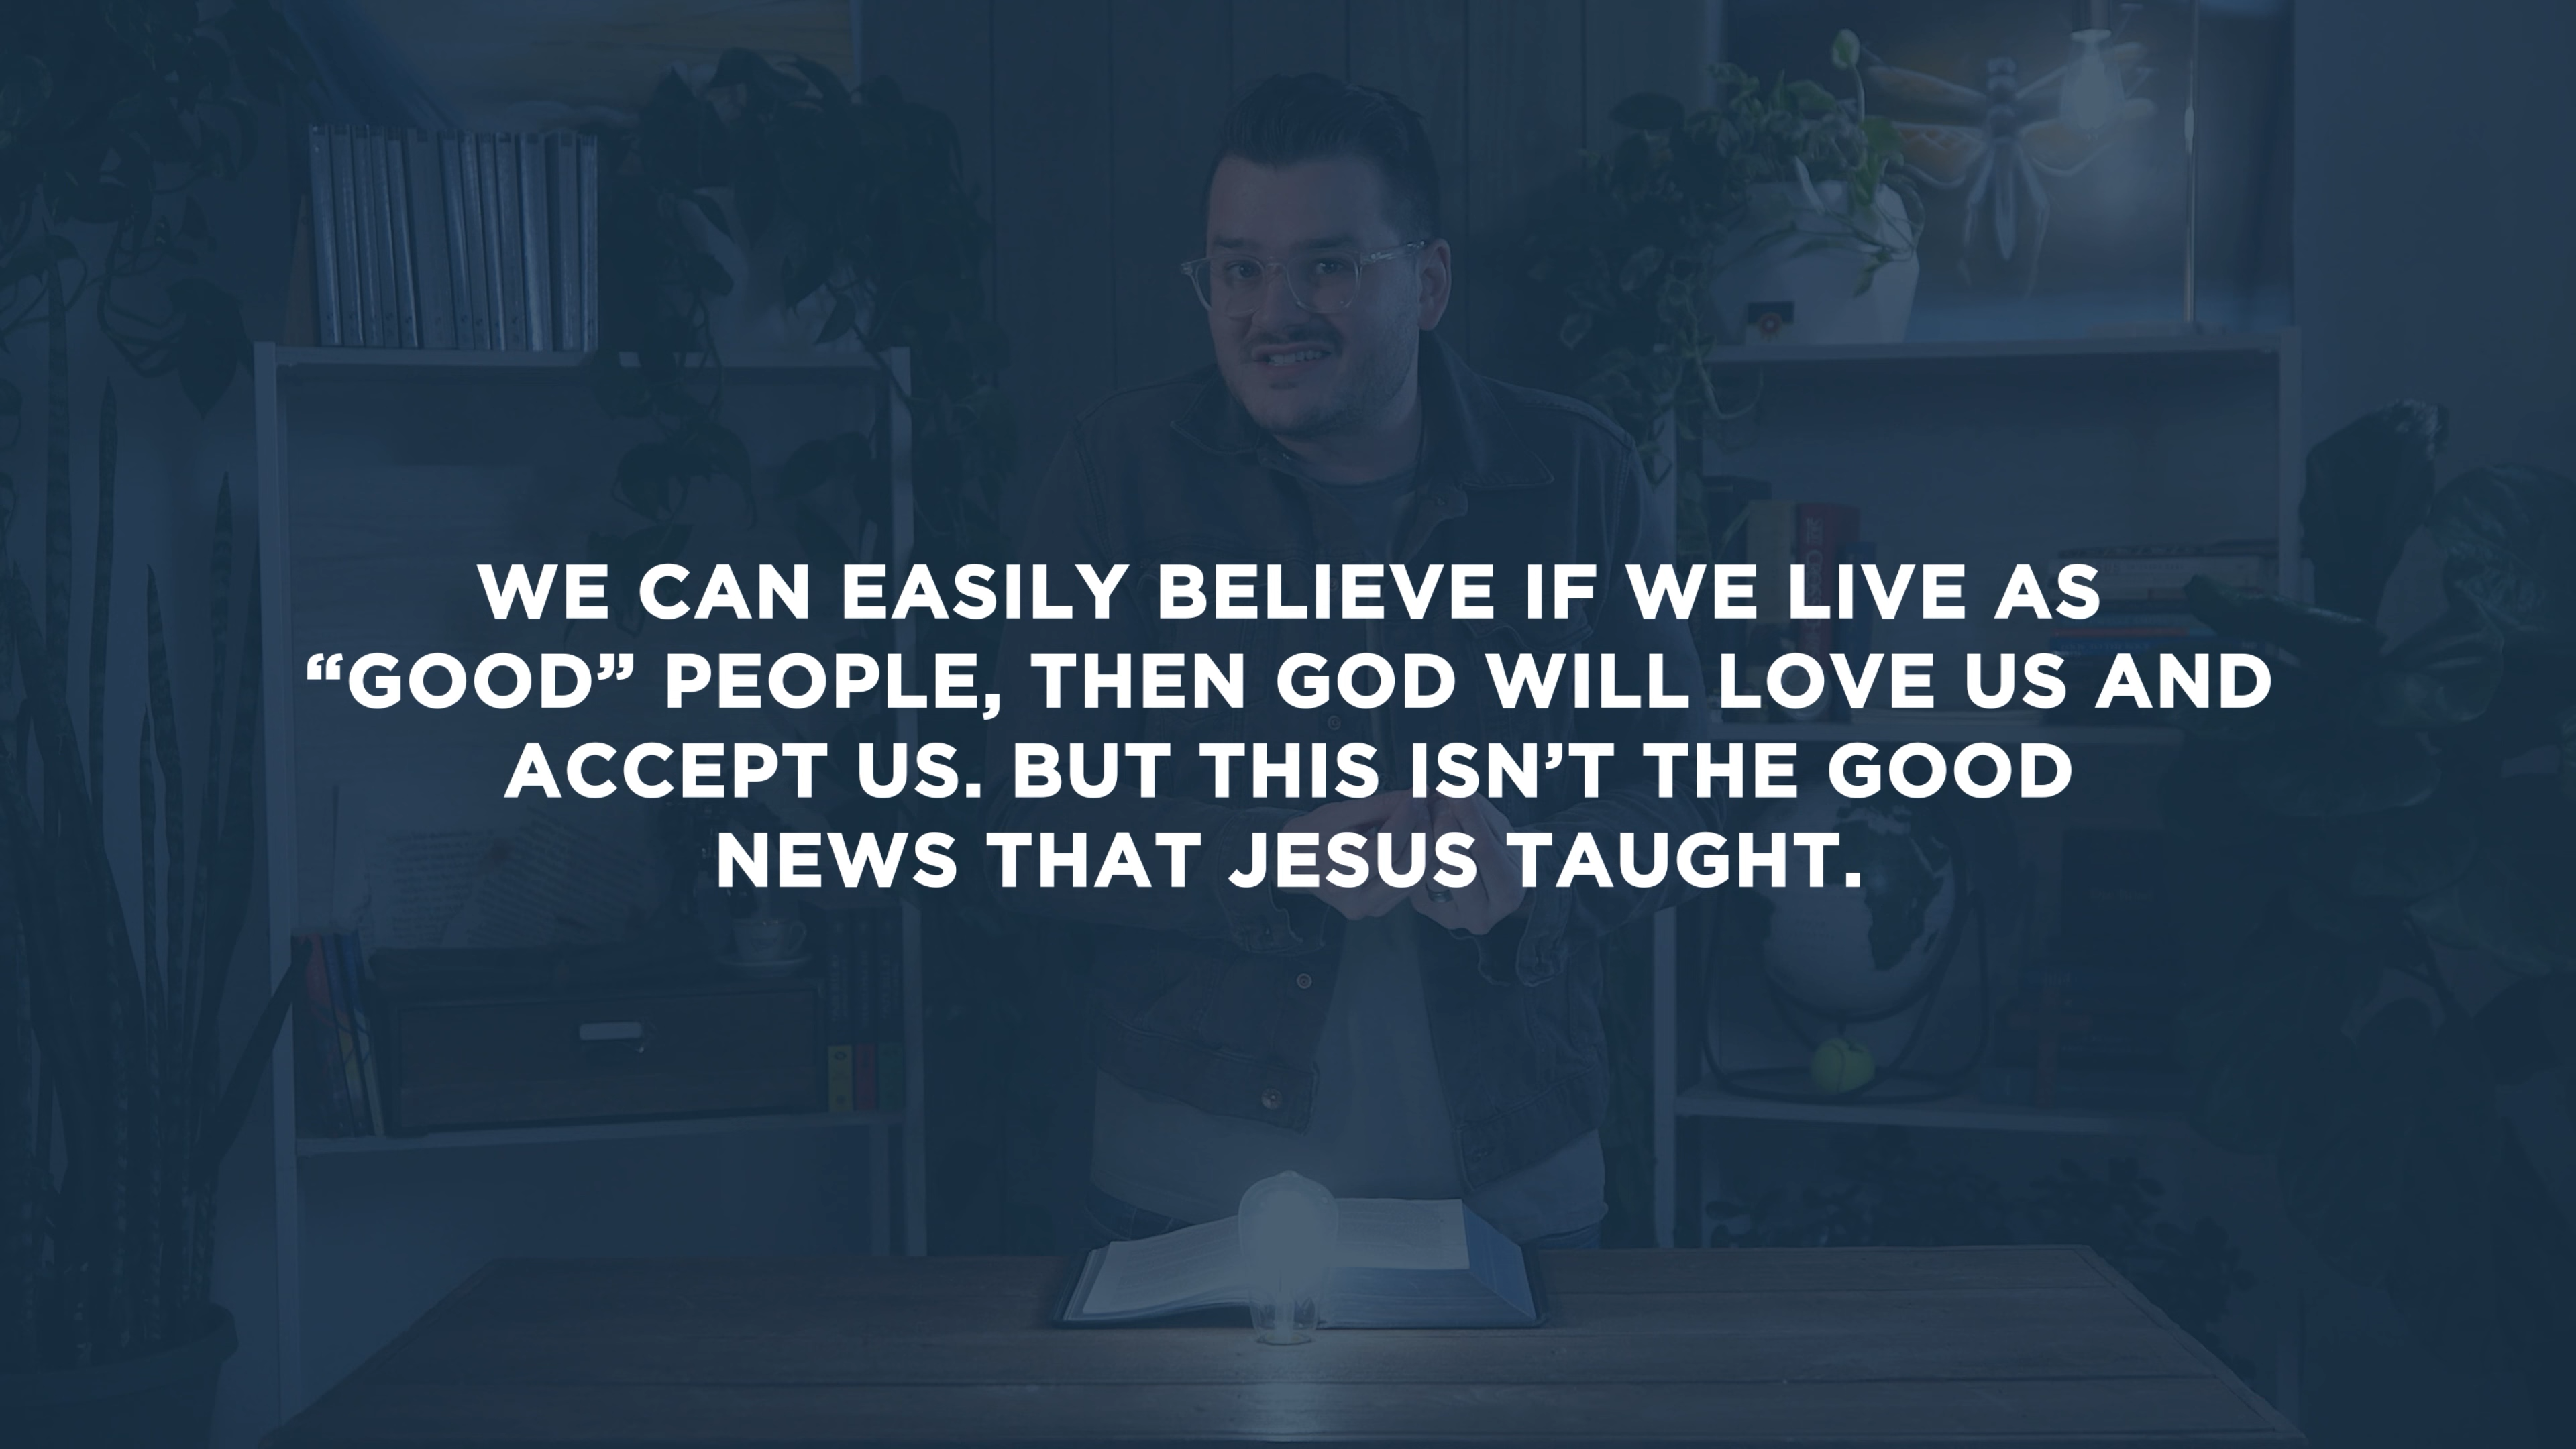 WE CAN EASILY BELIEVE IF WE LIVE AS
“GOOD” PEOPLE, THEN GOD WILL LOVE US AND
ACCEPT US. BUT THIS ISN’T THE GOOD
NEWS THAT JESUS TAUGHT.